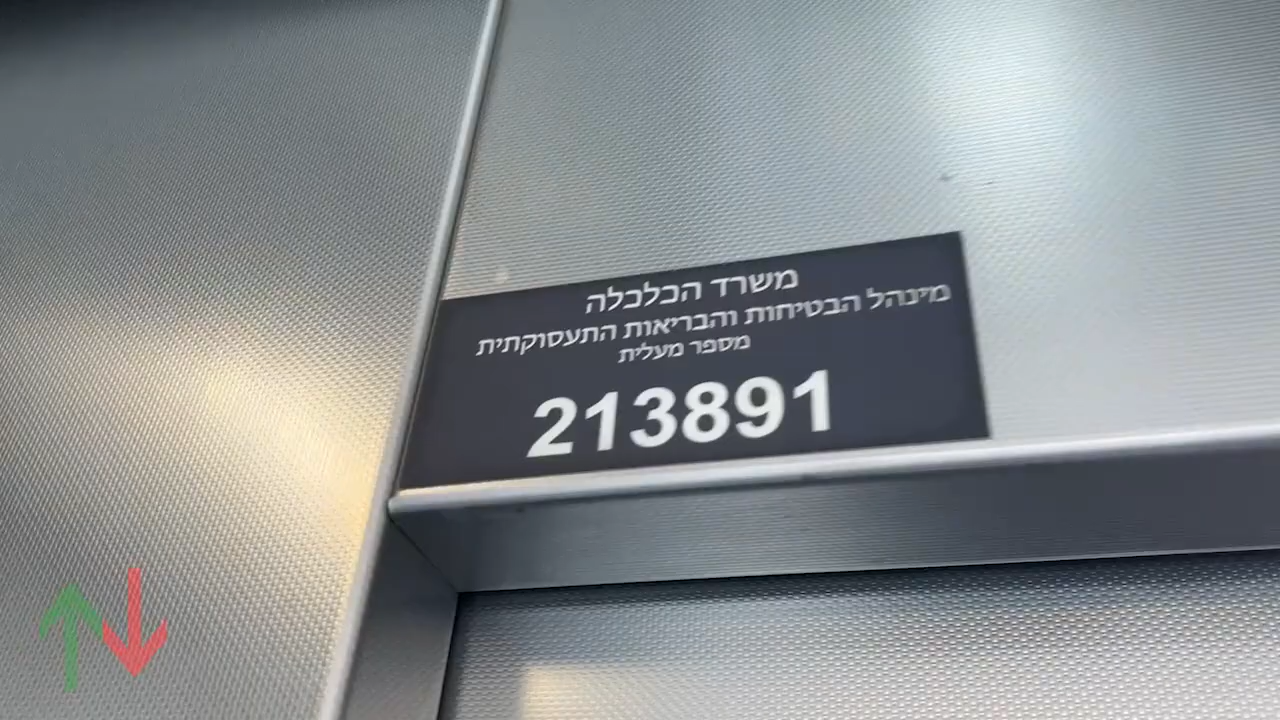 משרד הכלכלה
מינהל הבטיחות והבריאות התעסוקתית
מספר מעלית
213891